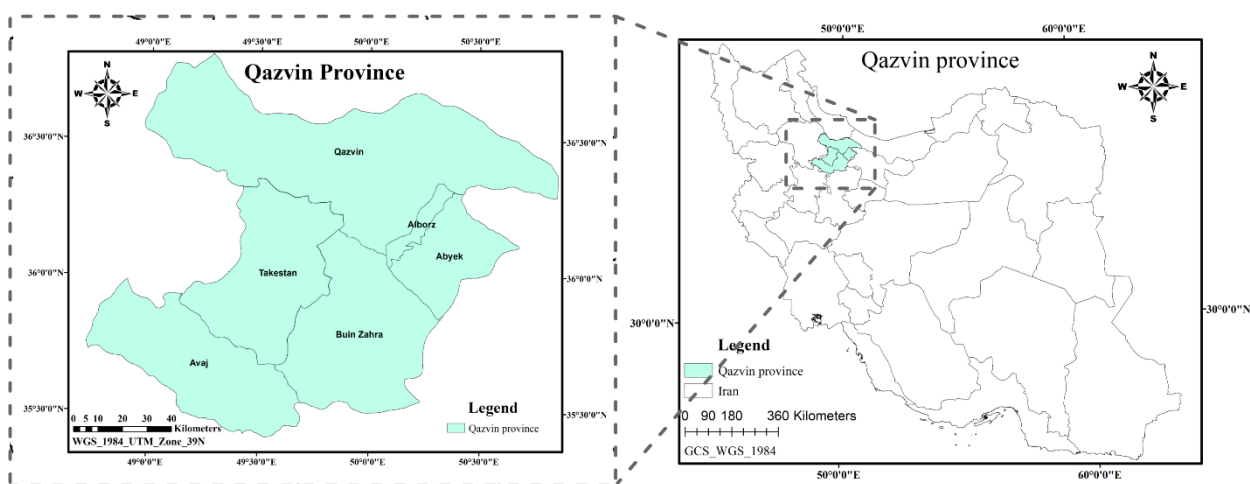 49°0'0"E 49°30'0"E 50°0'0"E 50°30'0"E
Qazvin Province
N
W E
S
36°30'0"N 36°30'0"N
Qazvin
Alborz
Abyek
36°0'0"N 36°0'0"N
Takestan
Buin Zahra
Avaj
35°30'0"N 35°30'0"N
0 5 10 20 30 40
Kilometers
WGS_1984_UTM_Zone_39N
Legend
Qazvin province
49°0'0"E 49°30'0"E 50°0'0"E 50°30'0"E
50°0'0"E 60°0'0"E
Qazvin province
N
W E
S
30°0'0"N 30°0'0"N
Legend
Qazvin province
Iran
0 90 180 360 Kilometers
GCS_WGS_1984
50°0'0"E 60°0'0"E